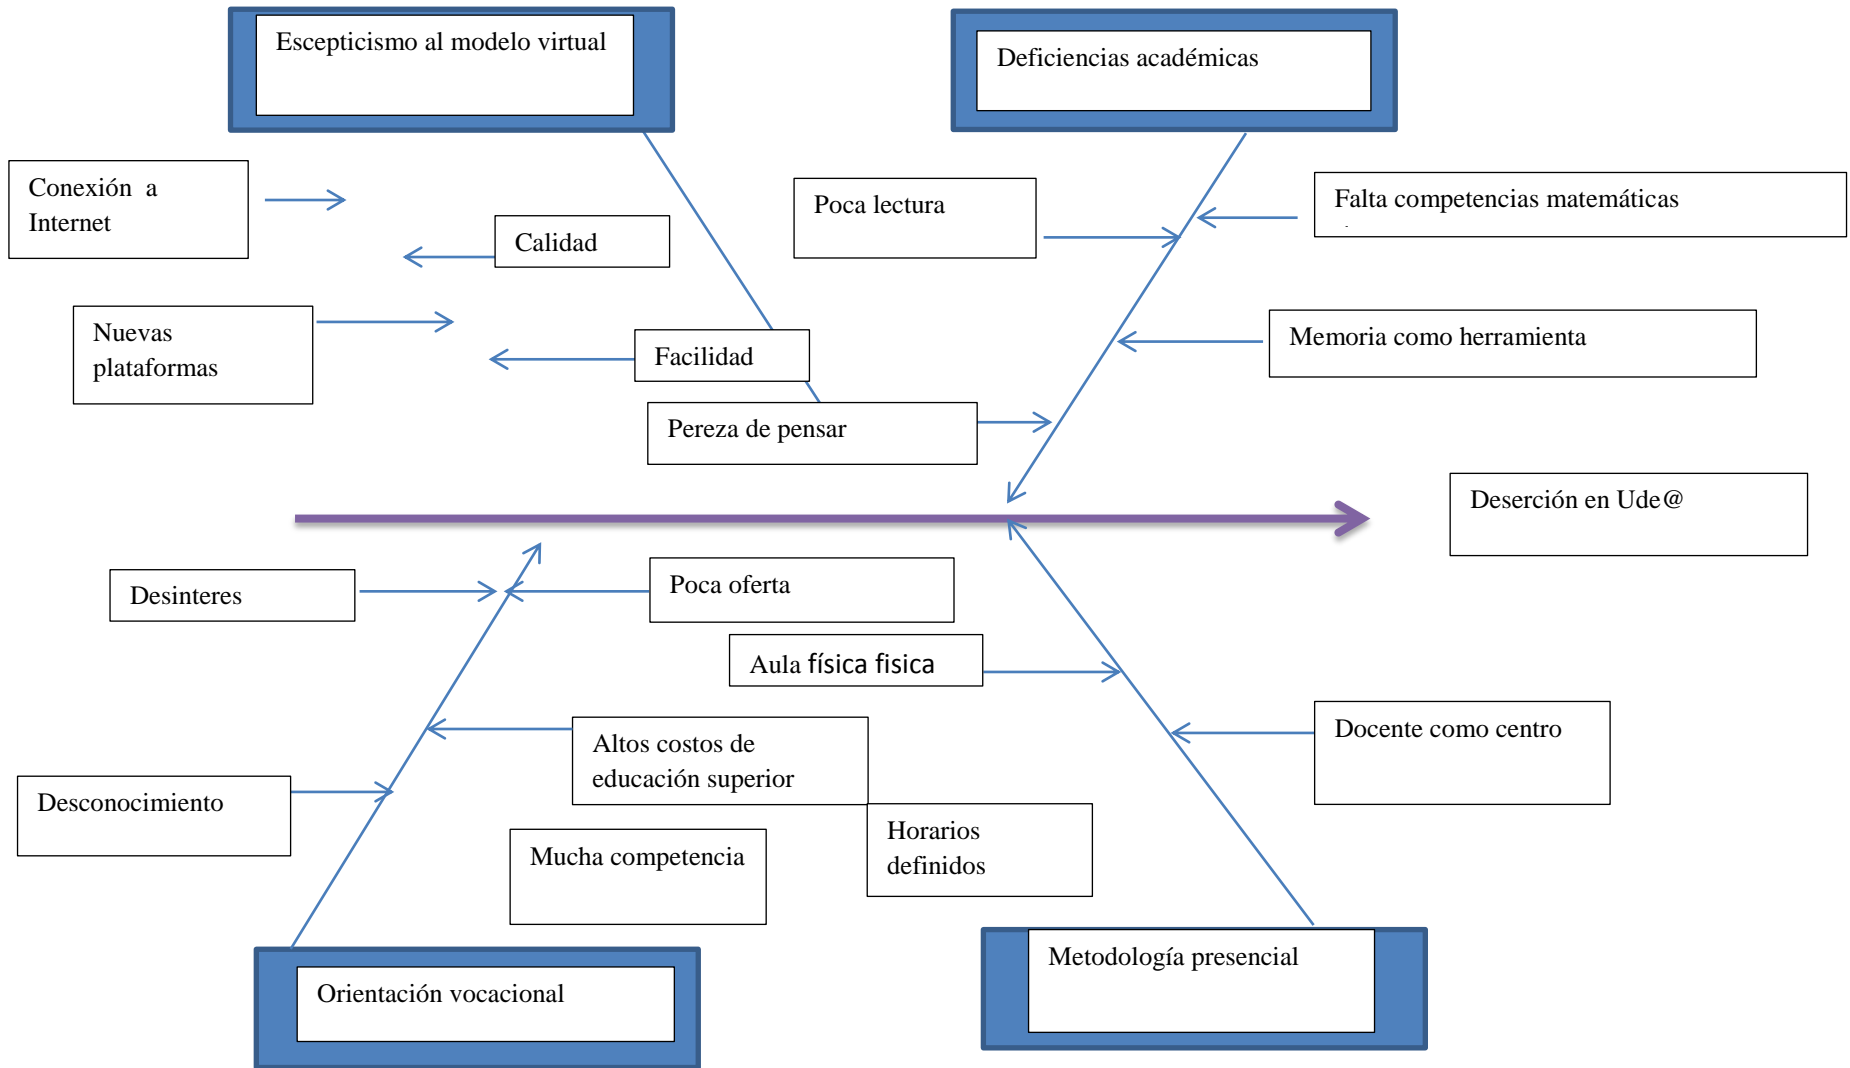 Escepticismo al modelo virtual
Deficiencias académicas
Conexión a
Internet
Calidad
Poca lectura
Falta competencias matemáticas
Nuevas
plataformas
Facilidad
Memoria como herramienta
Pereza de pensar
Deserción en Ude@
Desinteres
Poca oferta
Aula física fisica
Altos costos de
educación superior
Docente como centro
Desconocimiento
Mucha competencia
Horarios
definidos
Orientación vocacional
Metodología presencial